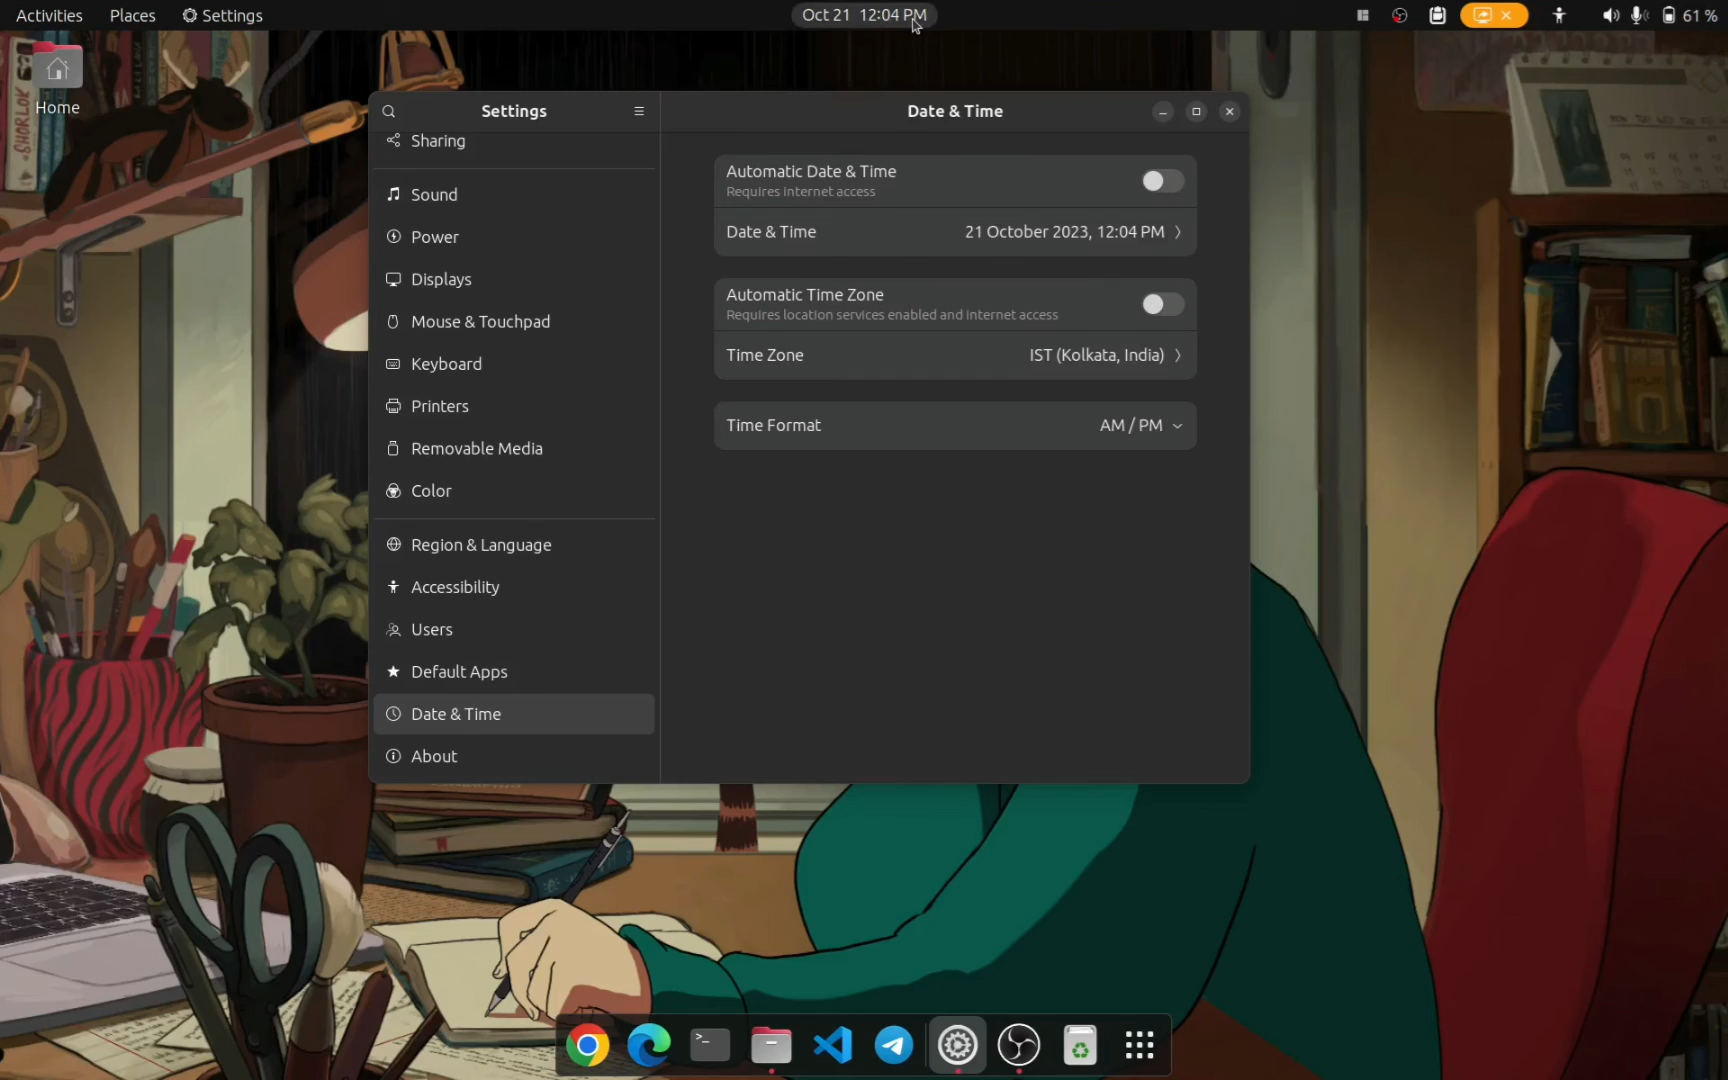 Activities
Places
Settings
Oct 21 12:04 PM
61 %
Home
SHORLOK
Settings
Date & Time
Sharing
Sound
Power
Displays
Mouse & Touchpad
Keyboard
Printers
Removable Media
Color
Region & Language
Accessibility
Users
Default Apps
Date & Time
About
Automatic Date & Time
Requires internet access
Date & Time
21 October 2023, 12:04 PM
Automatic Time Zone
Requires location services enabled and internet access
Time Zone
IST (Kolkata, India)
Time Format
AM / PM